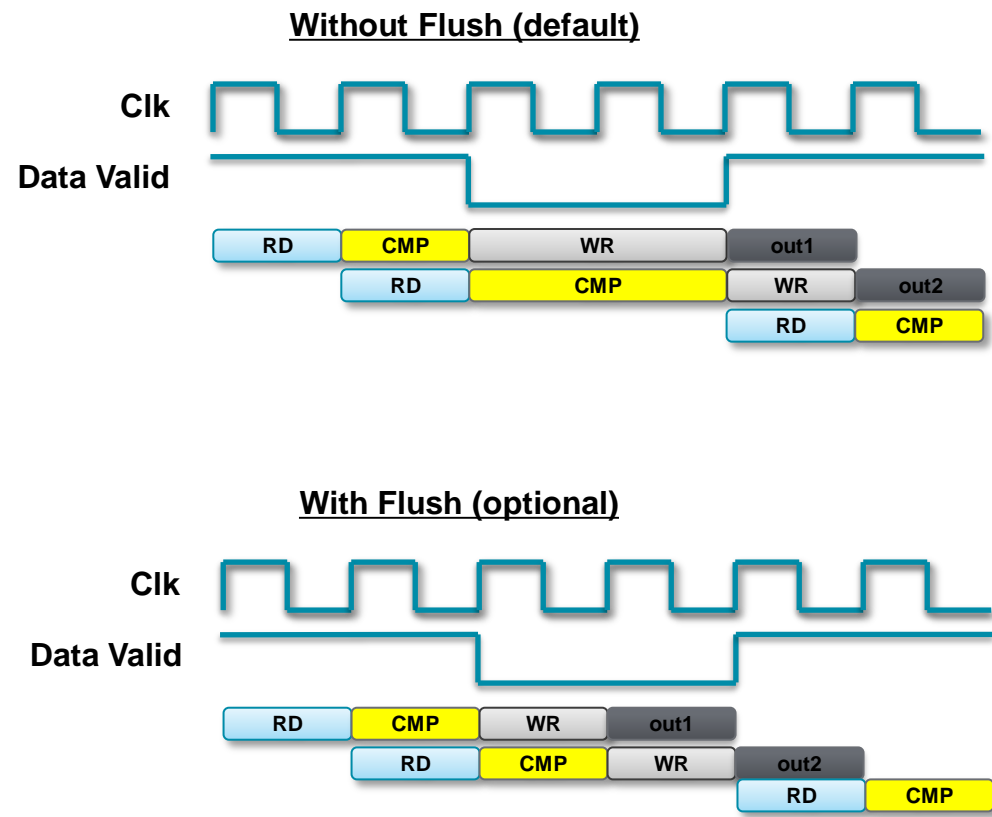 Without Flush (default)
Clk
Data Valid
RD CMP WR out1
RD CMP WR out2
RD CMP
With Flush (optional)
Clk
Data Valid
RD CMP WR out1
RD CMP WR out2
RD CMP